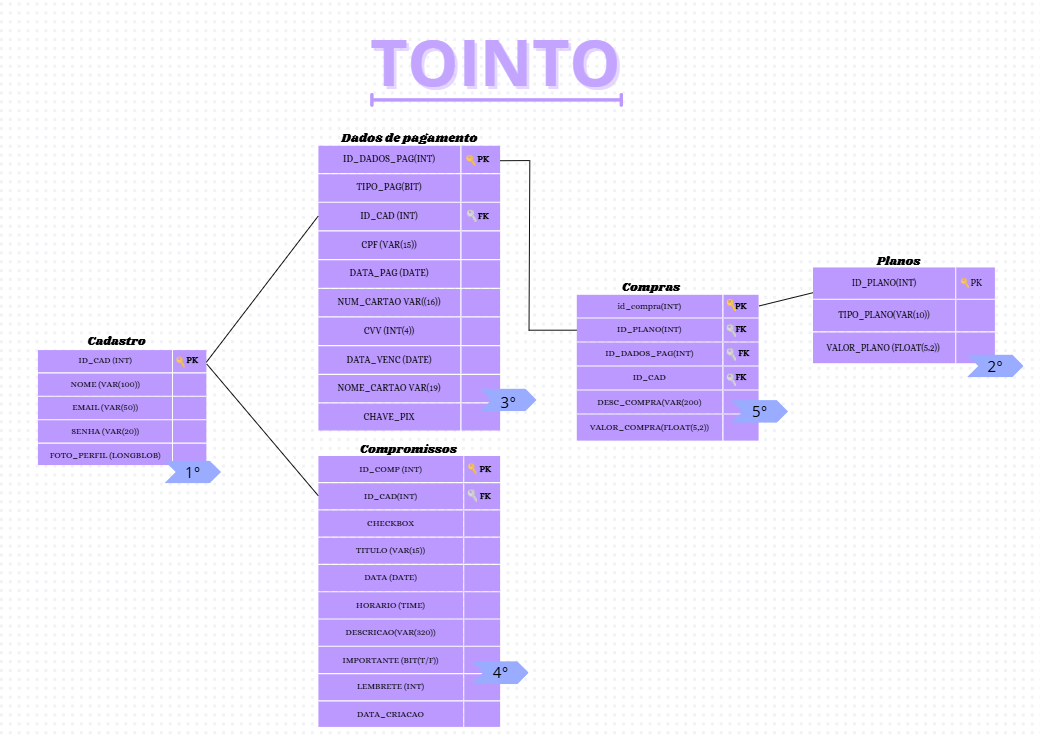 TOINTO
Cadastro
ID_CAD (INT) PK
NOME (VAR(100))
EMAIL (VAR(50))
SENHA (VAR(20))
FOTO_PERFIL (LONGBLOB)
1°
Dados de pagamento
ID_DADOS_PAG(INT) PK
TIPO_PAG(BIT)
ID_CAD (INT) FK
CPF (VAR(15))
DATA_PAG (DATE)
NUM_CARTAO VAR((16))
CVV (INT(4))
DATA_VENC (DATE)
NOME_CARTAO VAR(19)
CHAVE_PIX
3°
Compromissos
ID_COMP (INT) PK
ID_CAD(INT) FK
CHECKBOX
TITULO (VAR(15))
DATA (DATE)
HORARIO (TIME)
DESCRICAO(VAR(320))
IMPORTANTE (BIT(T/F))
LEMBRETE (INT)
DATA_CRIACAO
4°
Compras
id_compra(INT) PK
ID_PLANO(INT) FK
ID_DADOS_PAG(INT) FK
ID_CAD FK
DESC_COMPRA(VAR(200)
VALOR_COMPRA(FLOAT(5,2))
5°
Planos
ID_PLANO(INT) PK
TIPO_PLANO(VAR(10))
VALOR_PLANO (FLOAT(5,2))
2°